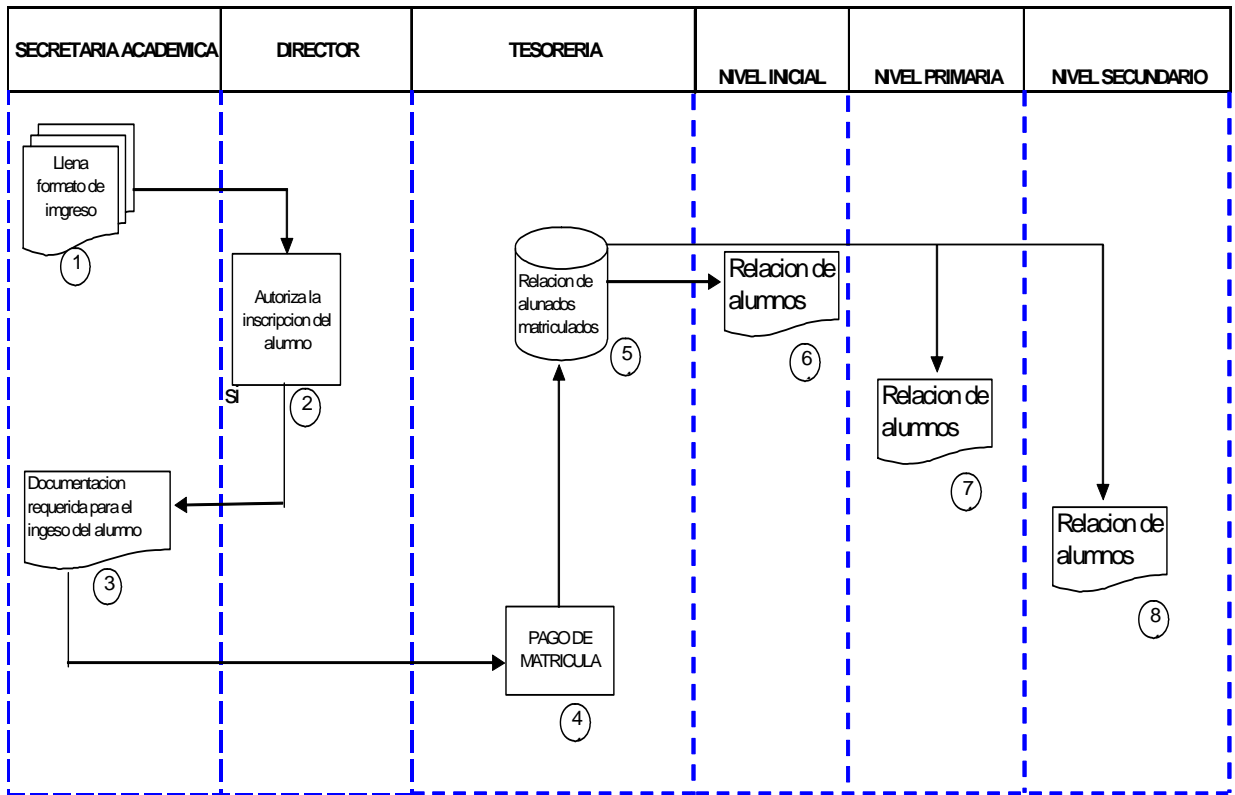 SECRETARIA ACADEMICA
DIRECTOR
TESORERIA
NIVEL INICIAL
NIVEL PRIMARIA
NIVEL SECUNDARIO
Llena
formato de
imgreso
1
Autoriza la
inscripcion del
alumno
SI
2
Documentacion
requerida para el
ingeso del alumno
3
PAGO DE
MATRICULA
4
Relacion de
alunados
matriculados
5
Relacion de
alumnos
6
Relacion de
alumnos
7
Relacion de
alumnos
8